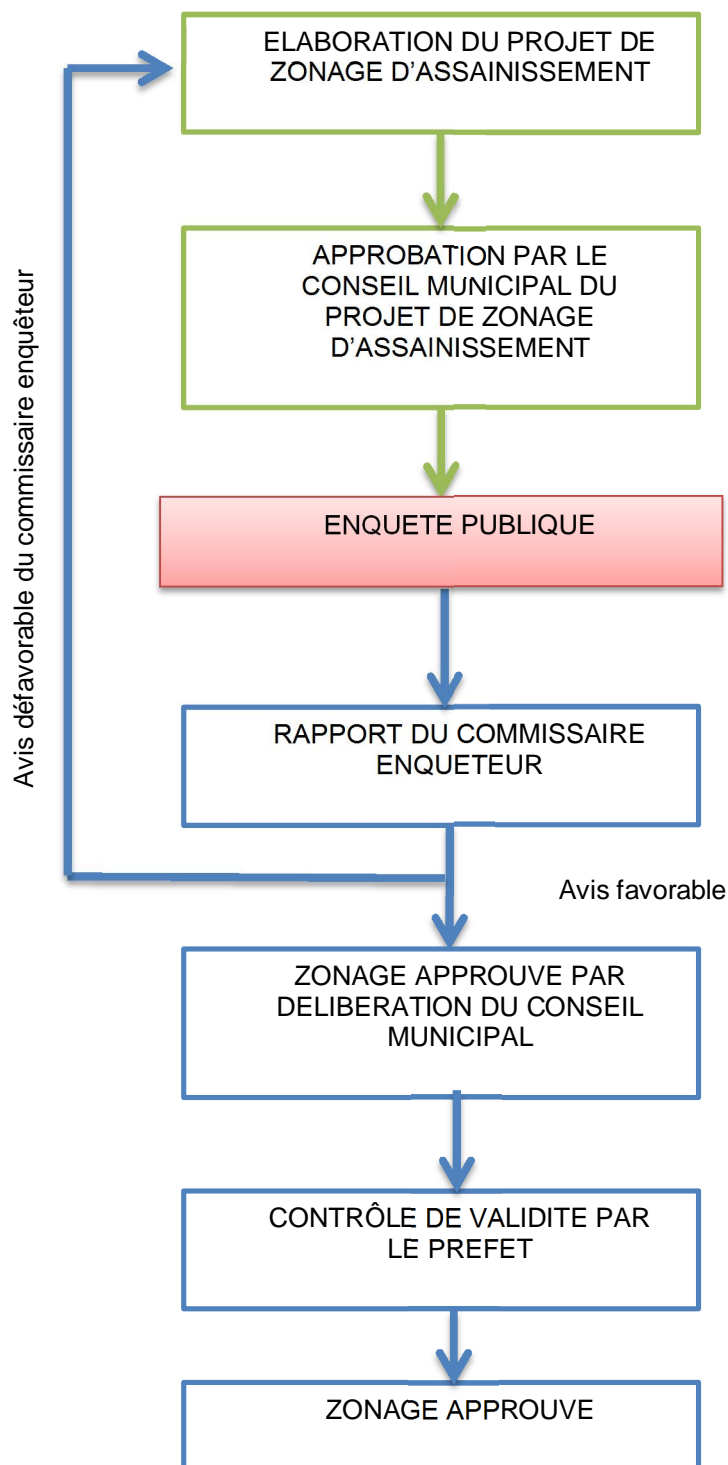 ELABORATION DU PROJET DE
ZONAGE D'ASSAINISSEMENT
APPROBATION PAR LE
CONSEIL MUNICIPAL DU
PROJET DE ZONAGE
D'ASSAINISSEMENT
Avis défavorable du commissaire enquêteur
ENQUETE PUBLIQUE
RAPPORT DU COMMISSAIRE
ENQUETEUR
Avis favorable
ZONAGE APPROUVE PAR
DELIBERATION DU CONSEIL
MUNICIPAL
CONTRÔLE DE VALIDITE PAR
LE PREFET
ZONAGE APPROUVE